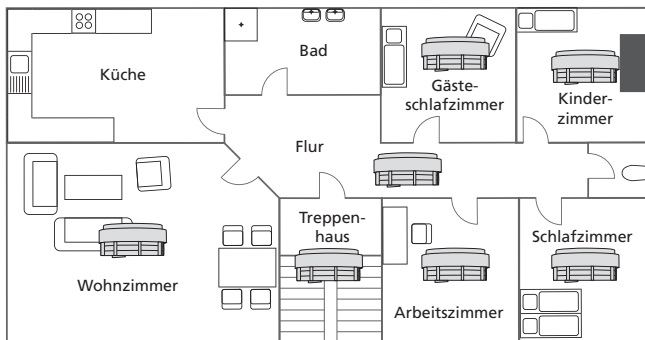 Küche
Bad
Gäste-
schlafzimmer
Kinder-
zimmer
Flur
Treppen-
haus
Schlafzimmer
Wohnzimmer
Arbeitszimmer